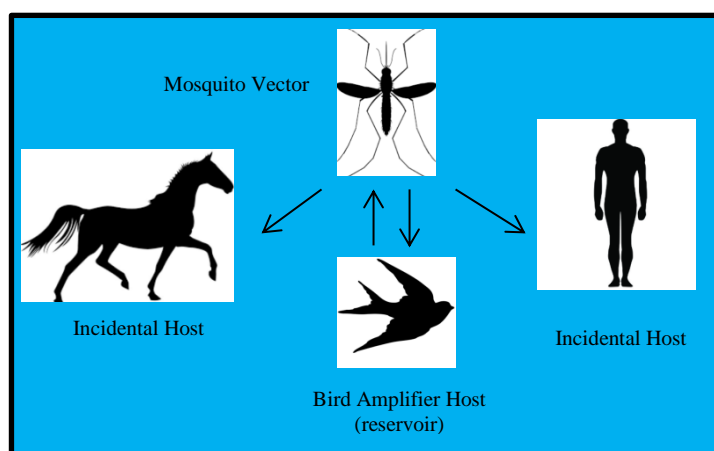 Mosquito Vector
Incidental Host
Incidental Host
Bird Amplifier Host
(reservoir)